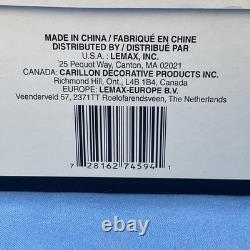 MADE IN CHINA / FABRIQUÉ EN CHINE
DISTRIBUTED BY / DISTRIBUÉ PAR
U.S.A. : LEMAX, INC.
25 Pequot Way, Canton, MA 02021
CANADA: CARILLON DECORATIVE PRODUCTS INC.
Richmond Hill, Ont., L4B 1B4, Canada
EUROPE: LEMAX-EUROPE B.V.
Veenderveld 57, 2371TT Roelofarendsveen, The Netherlands
7 28162 74594 1